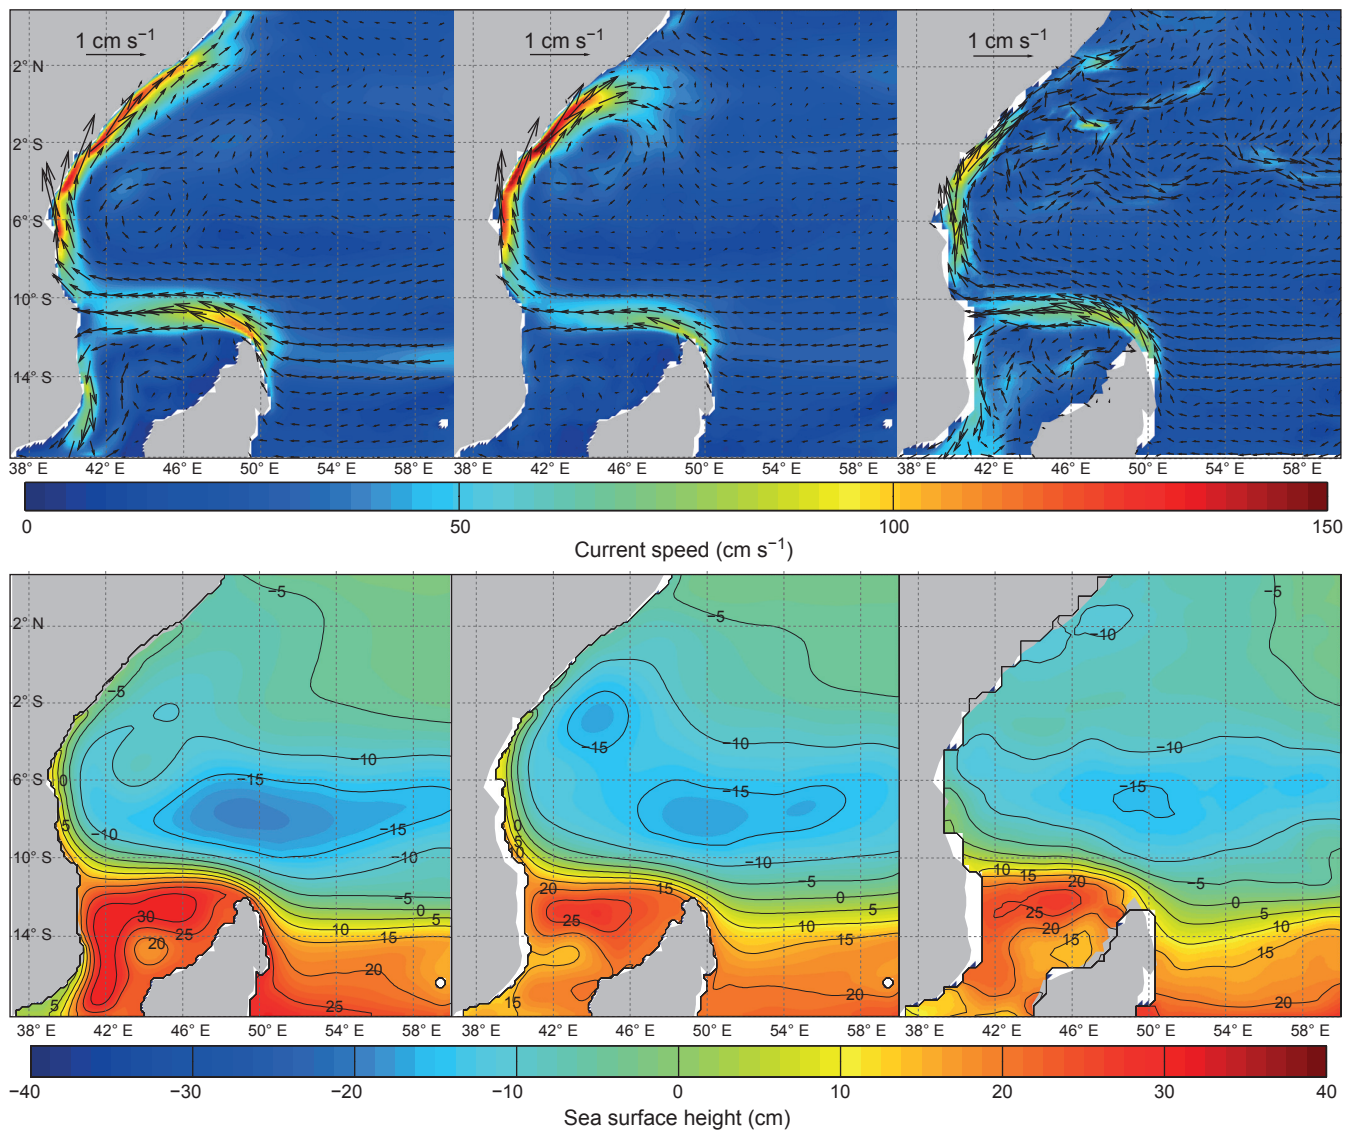 1 cm s⁻¹ 1 cm s⁻¹ 1 cm s⁻¹
2° N
2° S
6° S
10° S
14° S
38° E 42° E 46° E 50° E 54° E 58° E 38° E 42° E 46° E 50° E 54° E 58° E 38° E 42° E 46° E 50° E 54° E 58° E
0 50 100 150
Current speed (cm s⁻¹)
−5 −5 −5
2° N −10
−5
2° S
−15 −10 −10
−10
6° S 0 −15 −15 −15
5 −10 −15 0 5 10
10° S −10 −10 10 15 20 −5
−5 20 15 −5 0
30 0 5 25 0 5 25 5
25 10 10 20 10
14° S 20 15 15 15 15
20
5 25 15 20 20
38° E 42° E 46° E 50° E 54° E 58° E 38° E 42° E 46° E 50° E 54° E 58° E 38° E 42° E 46° E 50° E 54° E 58° E
−40 −30 −20 −10 0 10 20 30 40
Sea surface height (cm)